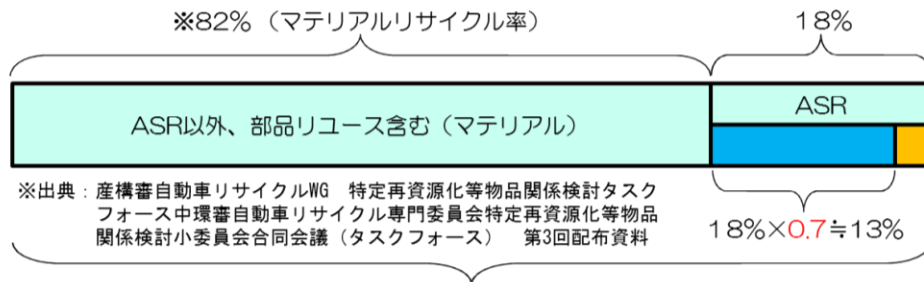 ※82%（マテリアルリサイクル率）
18%
ASR以外、部品リユース含む（マテリアル）
ASR
※出典：産構審自動車リサイクルWG　特定再資源化等物品関係検討タスク
フォース中環審自動車リサイクル専門委員会特定再資源化等物品
関係検討小委員会合同会議（タスクフォース）　第3回配布資料
18%×0.7≒13%